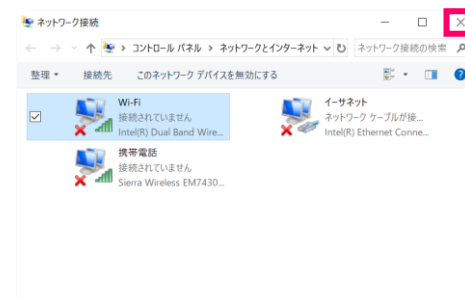 ネットワーク接続
コントロール パネル > ネットワークとインターネット
ネットワーク接続の検索
整理 接続先 このネットワーク デバイスを無効にする
Wi-Fi
接続されていません
Intel(R) Dual Band Wire...
イーサネット
ネットワーク ケーブルが接...
Intel(R) Ethernet Conne...
携帯電話
接続されていません
Sierra Wireless EM7430...